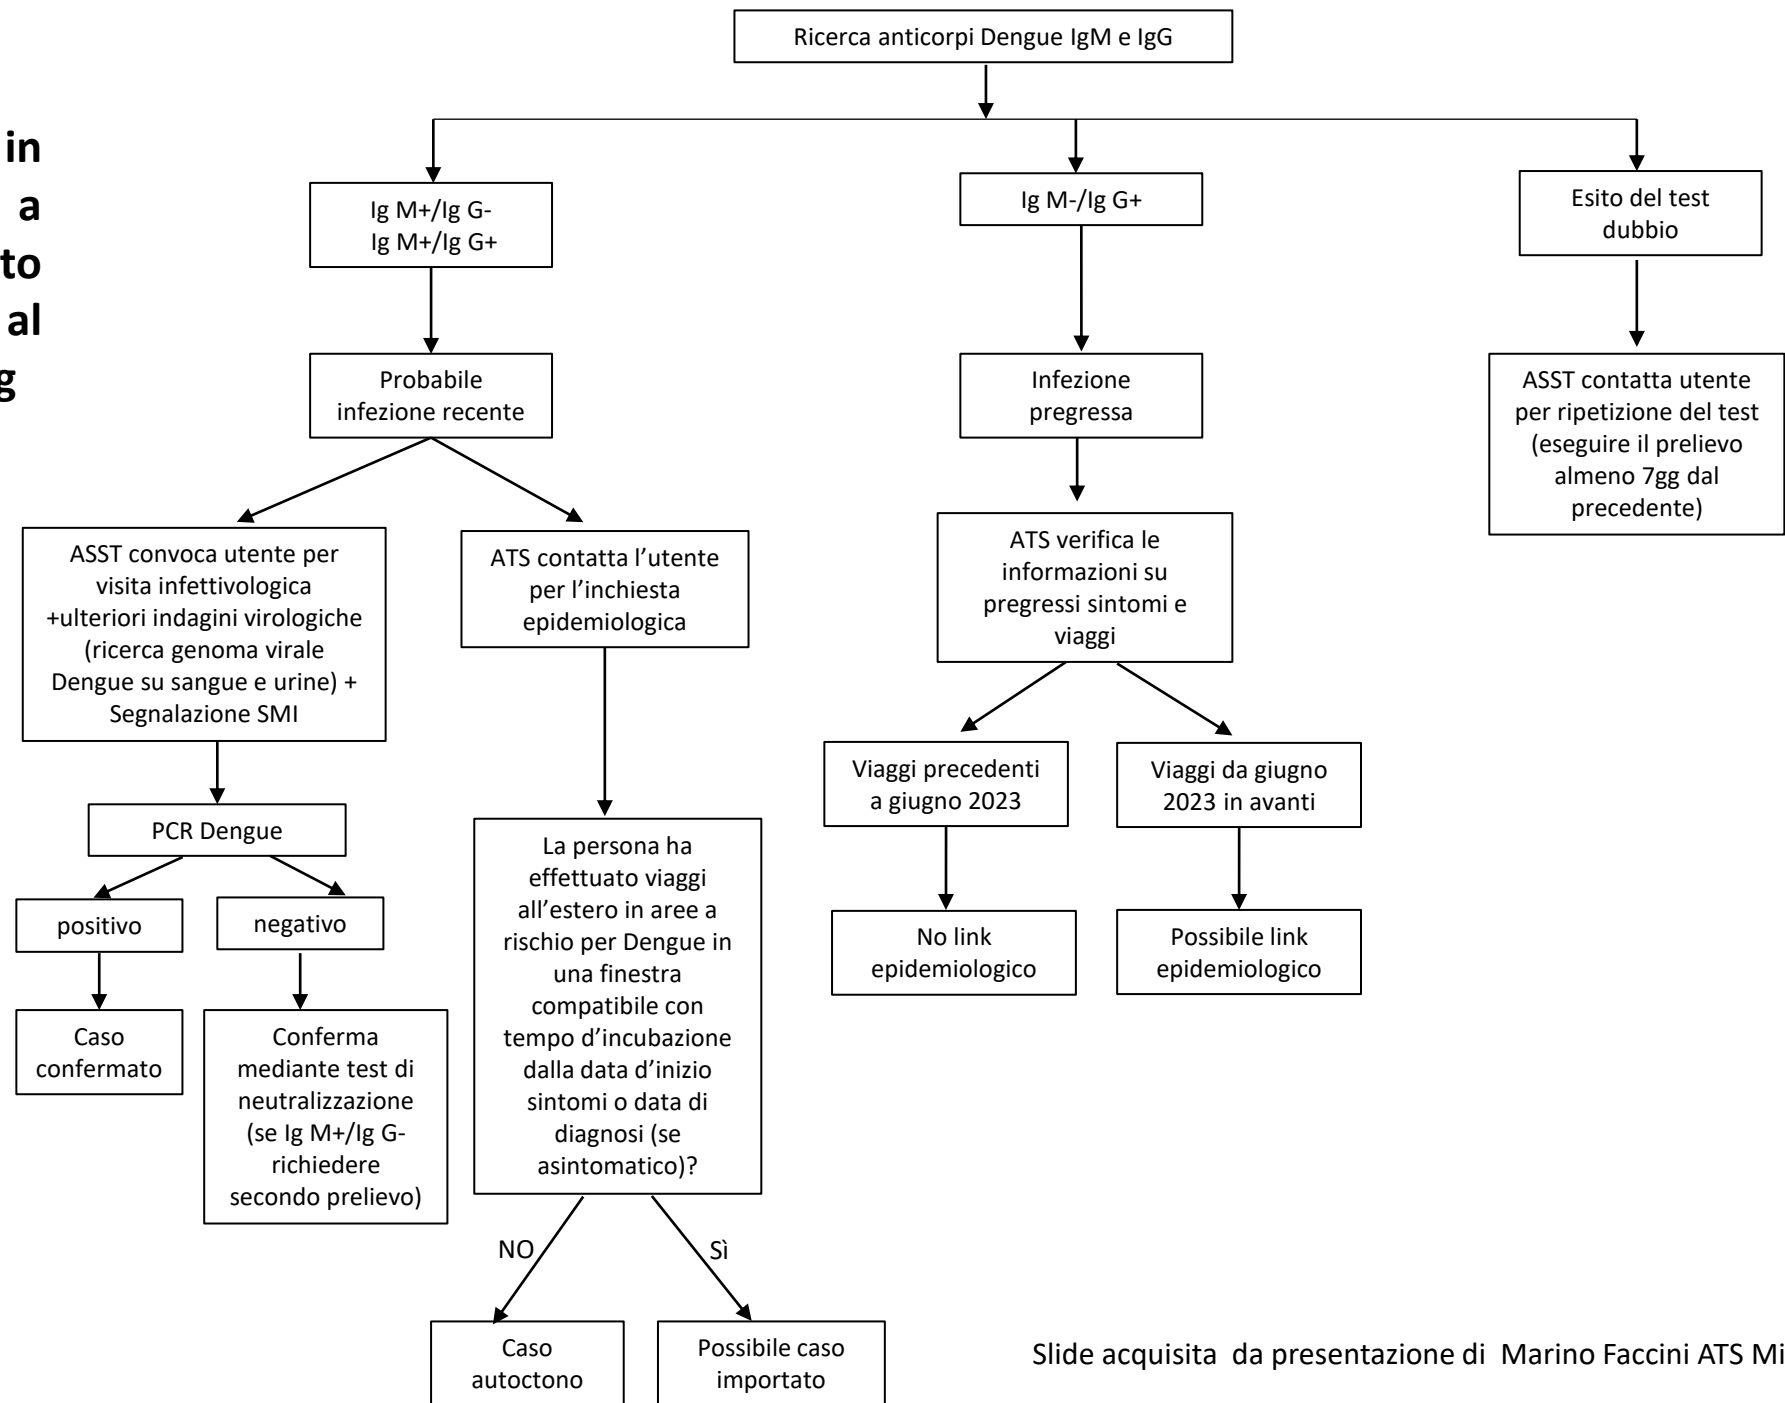 in
a
to
al
g
Ricerca anticorpi Dengue IgM e IgG
Ig M+/Ig G-
Ig M+/Ig G+
Ig M-/Ig G+
Esito del test
dubbio
Probabile
infezione recente
Infezione
pregressa
ASST contatta utente
per ripetizione del test
(eseguire il prelievo
almeno 7gg dal
precedente)
ASST convoca utente per
visita infettivologica
+ulteriori indagini virologiche
(ricerca genoma virale
Dengue su sangue e urine) +
Segnalazione SMI
ATS contatta l’utente
per l’inchiesta
epidemiologica
ATS verifica le
informazioni su
pregressi sintomi e
viaggi
PCR Dengue
positivo
negativo
Caso
confermato
Conferma
mediante test di
neutralizzazione
(se Ig M+/Ig G-
richiedere
secondo prelievo)
La persona ha
effettuato viaggi
all’estero in aree a
rischio per Dengue in
una finestra
compatibile con
tempo d’incubazione
dalla data d’inizio
sintomi o data di
diagnosi (se
asintomatico)?
Viaggi precedenti
a giugno 2023
Viaggi da giugno
2023 in avanti
No link
epidemiologico
Possibile link
epidemiologico
NO
Sì
Caso
autoctono
Possibile caso
importato
Slide acquisita da presentazione di Marino Faccini ATS Mi